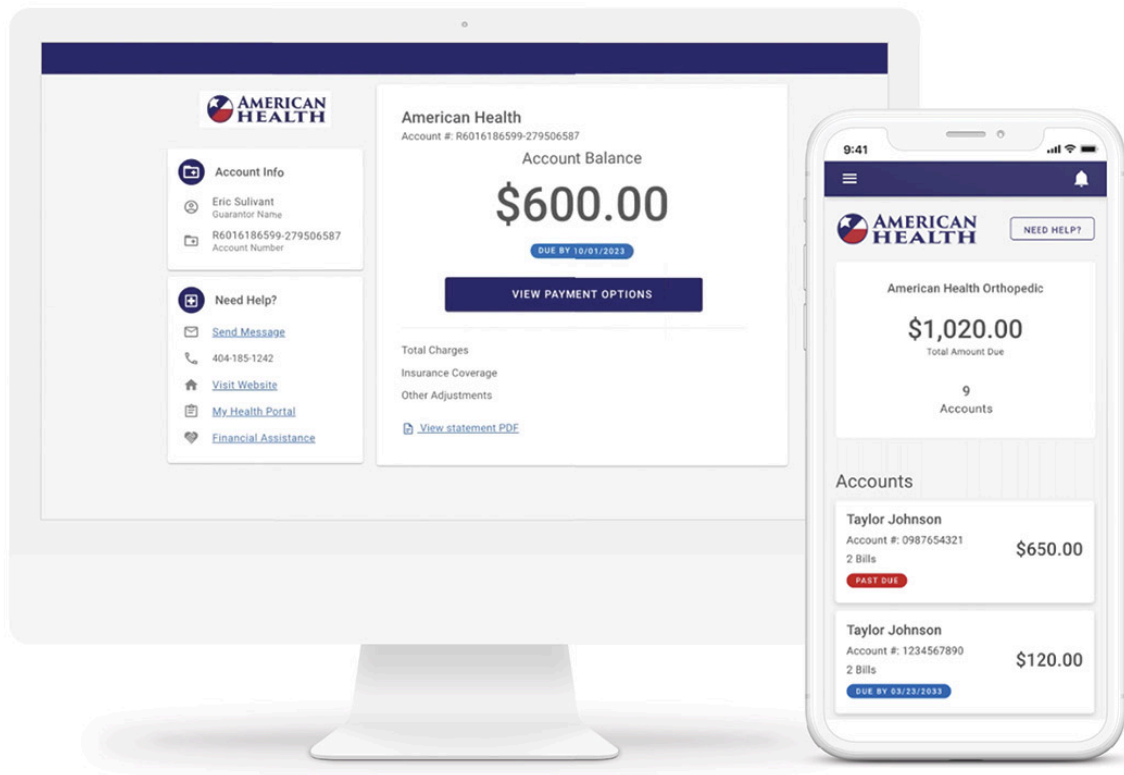 AMERICAN
HEALTH
Account Info
Eric Sulivant
Guarantor Name
R6016186599-279506587
Account Number
Need Help?
Send Message
404-185-1242
Visit Website
My Health Portal
Financial Assistance
American Health
Account #: R6016186599-279506587
Account Balance
$600.00
DUE BY 10/01/2023
VIEW PAYMENT OPTIONS
Total Charges
Insurance Coverage
Other Adjustments
View statement PDF
9:41
AMERICAN
HEALTH
NEED HELP?
American Health Orthopedic
$1,020.00
Total Amount Due
9
Accounts
Accounts
Taylor Johnson
Account #: 0987654321
2 Bills
$650.00
PAST DUE
Taylor Johnson
Account #: 1234567890
2 Bills
$120.00
DUE BY 03/23/2033